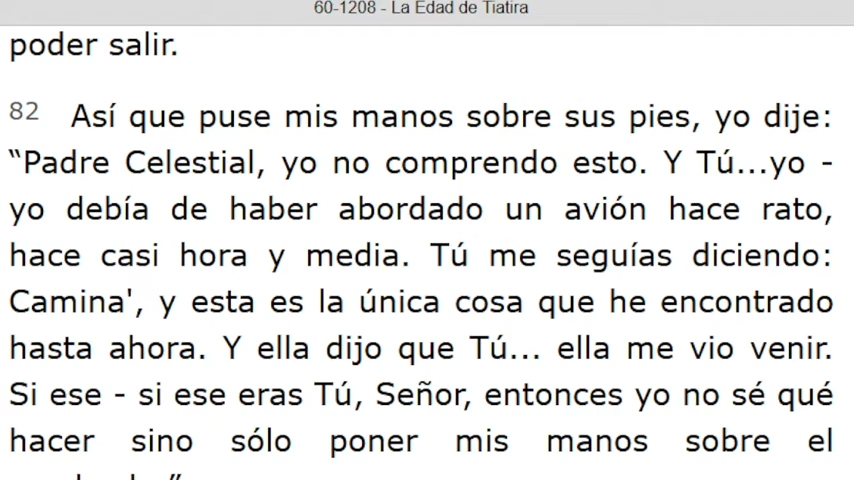 60-1208 - La Edad de Tiatira
poder salir.
82 Así que puse mis manos sobre sus pies, yo dije:
“Padre Celestial, yo no comprendo esto. Y Tú...yo -
yo debía de haber abordado un avión hace rato,
hace casi hora y media. Tú me seguías diciendo:
Camina', y esta es la única cosa que he encontrado
hasta ahora. Y ella dijo que Tú... ella me vio venir.
Si ese - si ese eras Tú, Señor, entonces yo no sé qué
hacer sino sólo poner mis manos sobre el